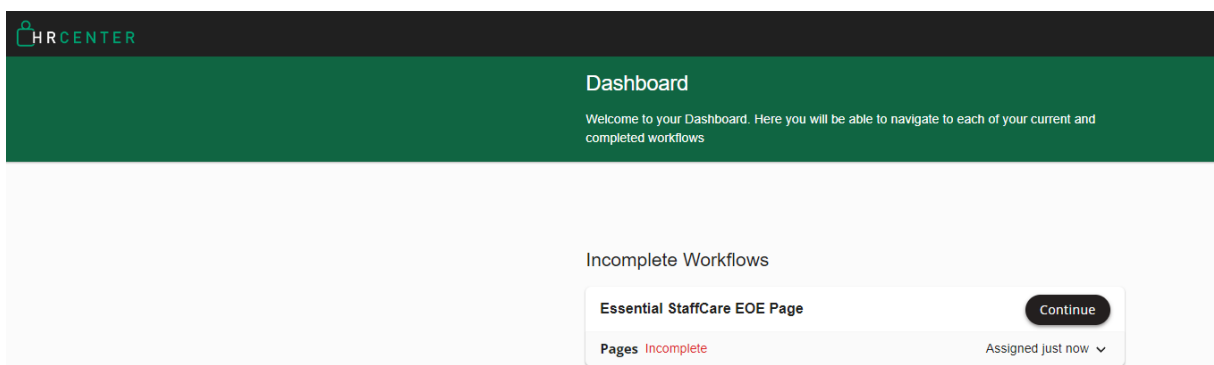 HRCENTER
Dashboard
Welcome to your Dashboard. Here you will be able to navigate to each of your current and
completed workflows
Incomplete Workflows
Essential StaffCare EOE Page
Continue
Pages Incomplete
Assigned just now